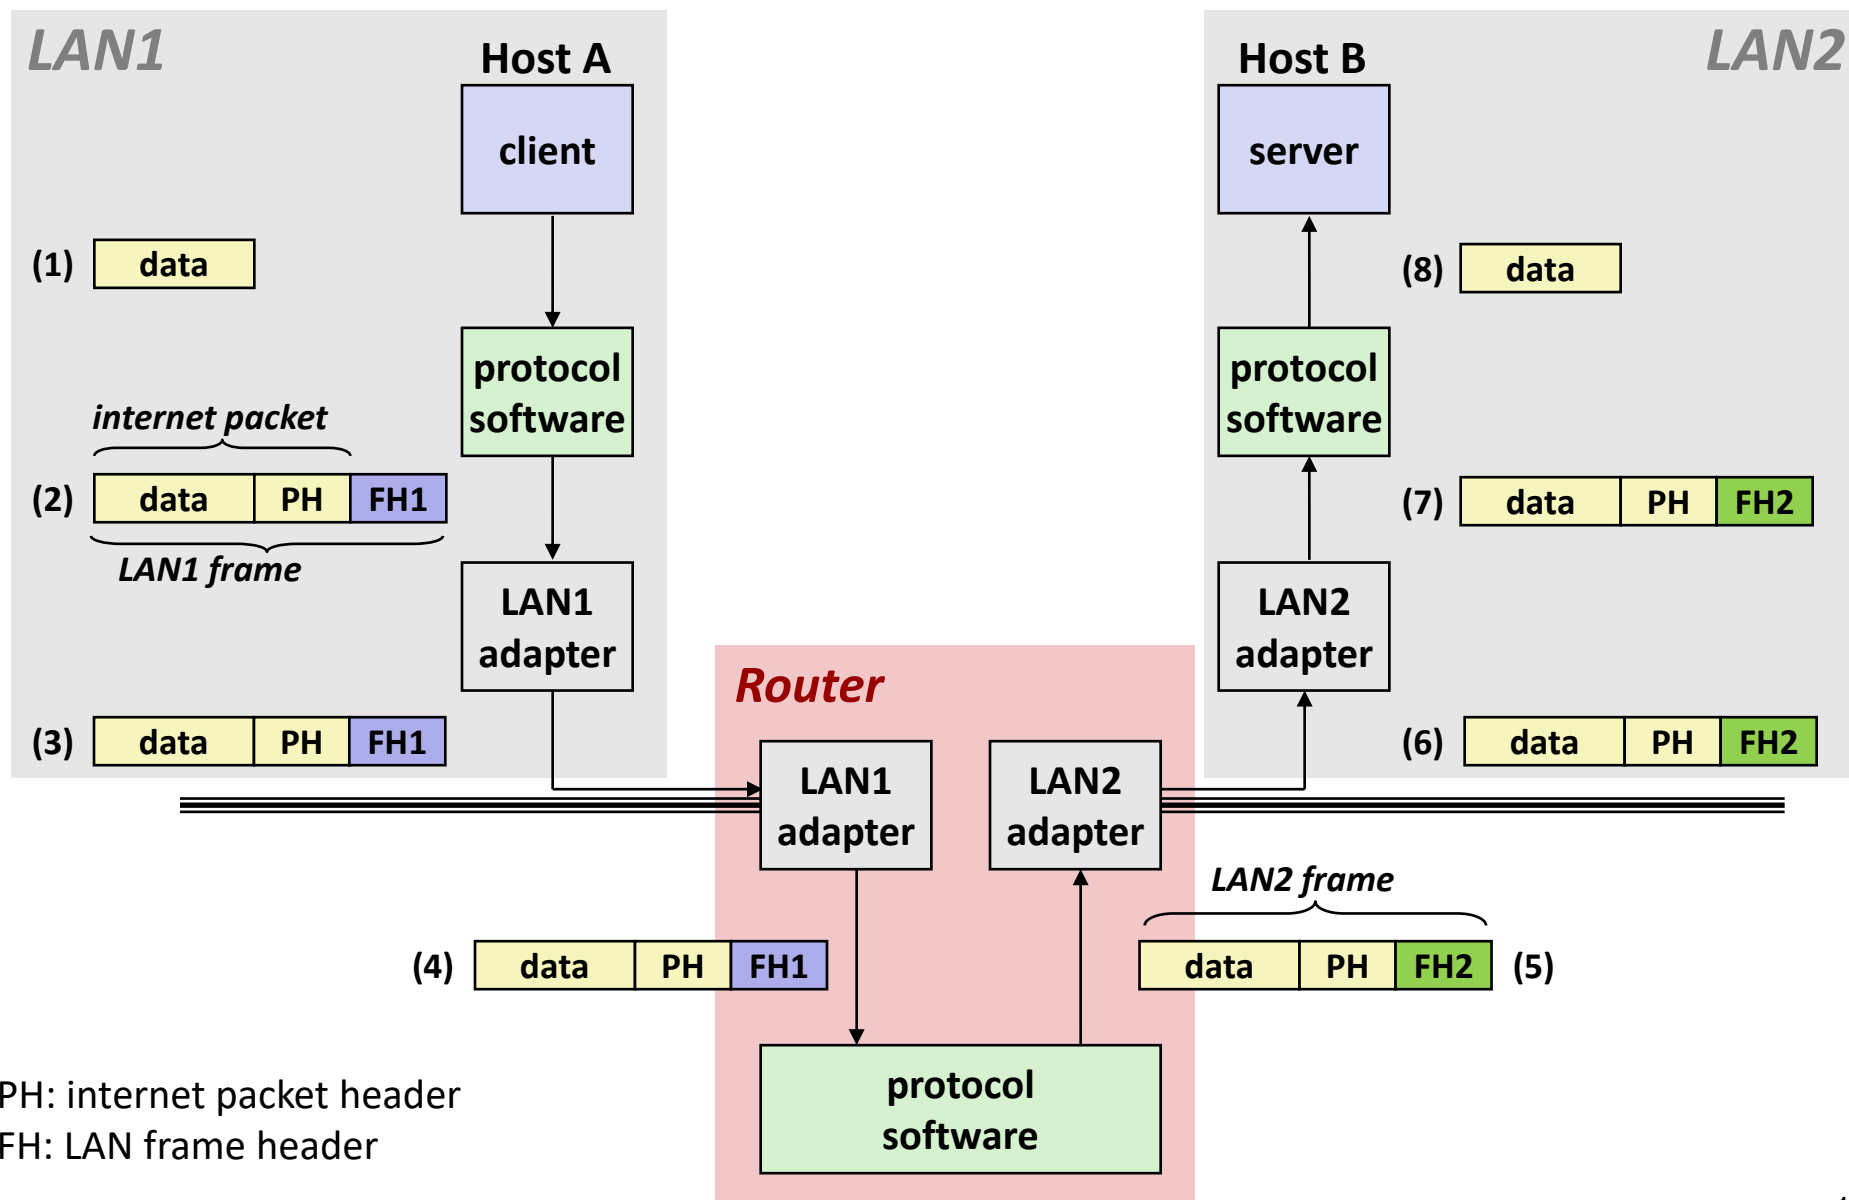 LAN1
Host A
client
(1) data
protocol
software
internet packet
(2) data PH FH1
LAN1 frame
LAN1
adapter
(3) data PH FH1
Host B
LAN2
server
(8) data
protocol
software
(7) data PH FH2
LAN2
adapter
(6) data PH FH2
Router
LAN1
adapter
LAN2
adapter
LAN2 frame
(4) data PH FH1
data PH FH2 (5)
protocol
software
PH: internet packet header
FH: LAN frame header